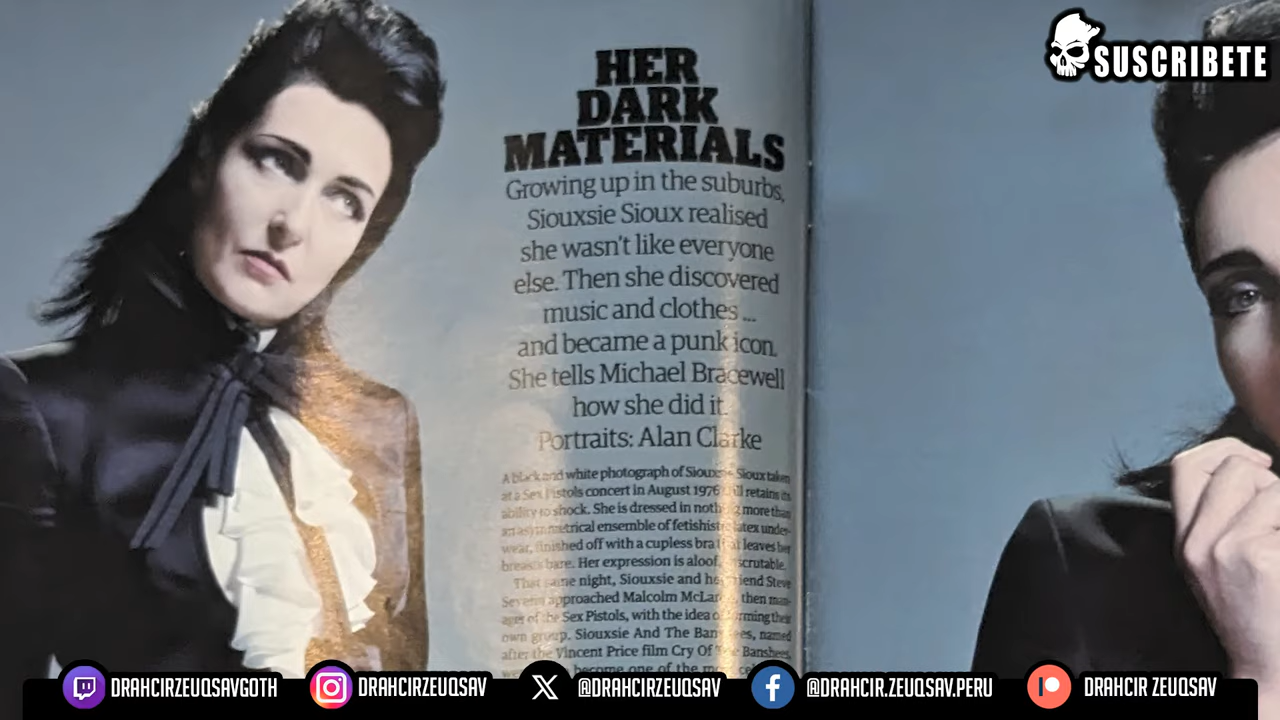 SUSCRIBETE
HER
DARK
MATERIALS
Growing up in the suburbs,
Siouxsie Sioux realised
she wasn't like everyone
else. Then she discovered
music and clothes ...
and became a punk icon.
She tells Michael Bracewell
how she did it.
Portraits: Alan Clarke
A black and white photograph of Siouxsie Sioux taken
at a Sex Pistols concert in August 1976 still retains its
ability to shock. She is dressed in nothing more than
an asymmetrical ensemble of fetishistic latex under-
wear, finished off with a cupless bra that leaves her
breasts bare. Her expression is aloof, inscrutable.
That same night, Siouxsie and her friend Steve
Severin approached Malcolm McLaren, then man-
ager of the Sex Pistols, with the idea of forming their
own group. Siouxsie And The Banshees, named
after the Vincent Price film Cry Of The Banshees,
become one of the
DRAHCIRZEUQSAVGOTH
DRAHCIRZEUQSAV
@DRAHCIRZEUQSAV
@DRAHCIR.ZEUQSAV.PERU
DRAHCIR ZEUQSAV